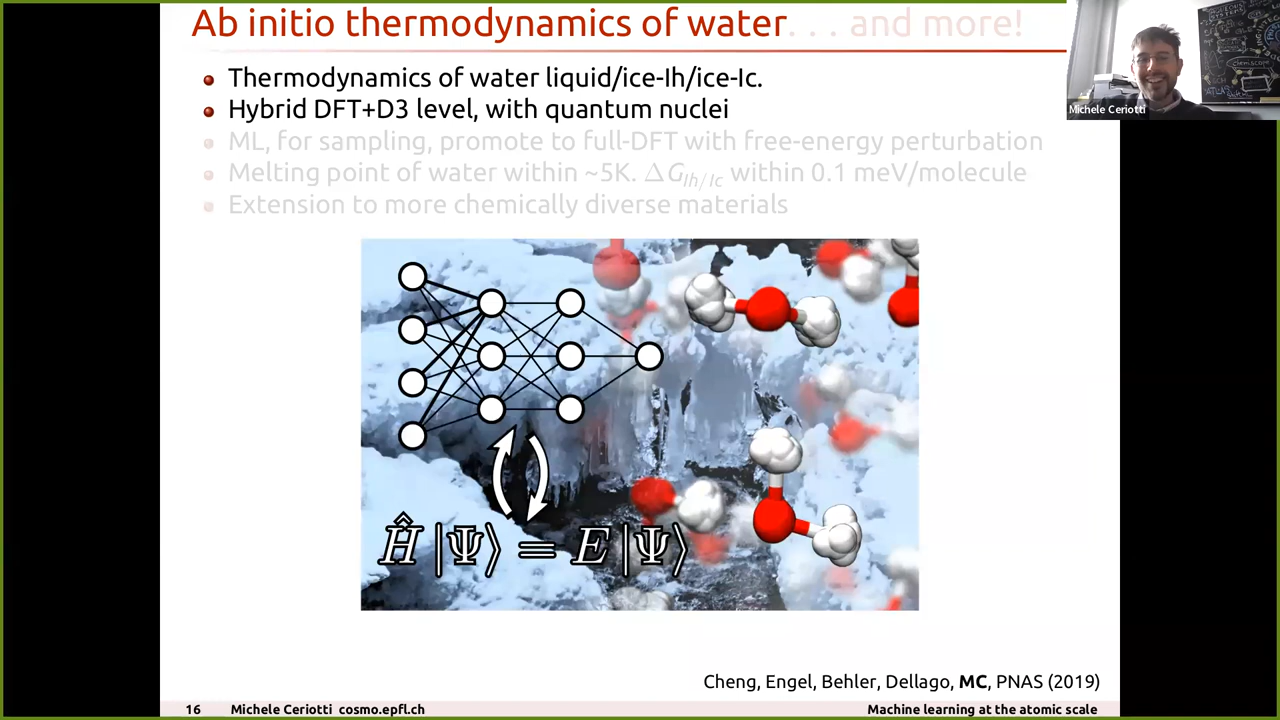 Ab initio thermodynamics of water. . . and more!
Thermodynamics of water liquid/ice-Ih/ice-Ic.
Hybrid DFT+D3 level, with quantum nuclei
ML, for sampling, promote to full-DFT with free-energy perturbation
Melting point of water within ~5K. ΔG_{Ih/Ic} within 0.1 meV/molecule
Extension to more chemically diverse materials
Michele Ceriotti
Ĥ |Ψ⟩ = E |Ψ⟩
Cheng, Engel, Behler, Dellago, MC, PNAS (2019)
16 Michele Ceriotti cosmo.epfl.ch Machine learning at the atomic scale